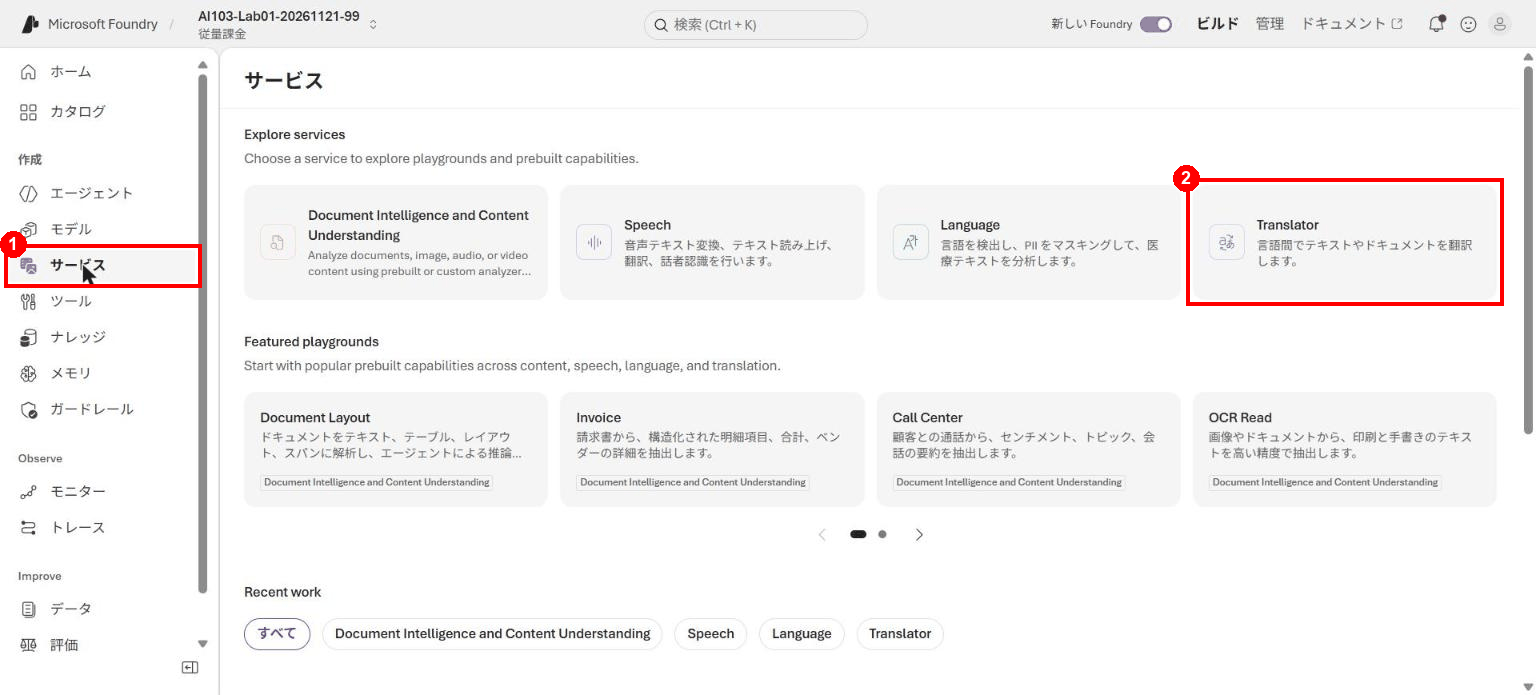 Microsoft Foundry / AI103-Lab01-20261121-99
従量課金
検索 (Ctrl + K)
新しい Foundry
ビルド
管理
ドキュメント
ホーム
カタログ
作成
エージェント
モデル
1
サービス
ツール
ナレッジ
メモリ
ガードレール
Observe
モニター
トレース
Improve
データ
評価
サービス
Explore services
Choose a service to explore playgrounds and prebuilt capabilities.
Document Intelligence and Content
Understanding
Analyze documents, image, audio, or video
content using prebuilt or custom analyzer...
Speech
音声テキスト変換、テキスト読み上げ、
翻訳、話者認識を行います。
Language
言語を検出し、PII をマスキングして、医
療テキストを分析します。
2
Translator
言語間でテキストやドキュメントを翻訳
します。
Featured playgrounds
Start with popular prebuilt capabilities across content, speech, language, and translation.
Document Layout
ドキュメントをテキスト、テーブル、レイアウ
ト、スパンに解析し、エージェントによる推論...
Document Intelligence and Content Understanding
Invoice
請求書から、構造化された明細項目、合計、ベン
ダーの詳細を抽出します。
Document Intelligence and Content Understanding
Call Center
顧客との通話から、センチメント、トピック、会
話の要約を抽出します。
Document Intelligence and Content Understanding
OCR Read
画像やドキュメントから、印刷と手書きのテキス
トを高い精度で抽出します。
Document Intelligence and Content Understanding
Recent work
すべて
Document Intelligence and Content Understanding
Speech
Language
Translator